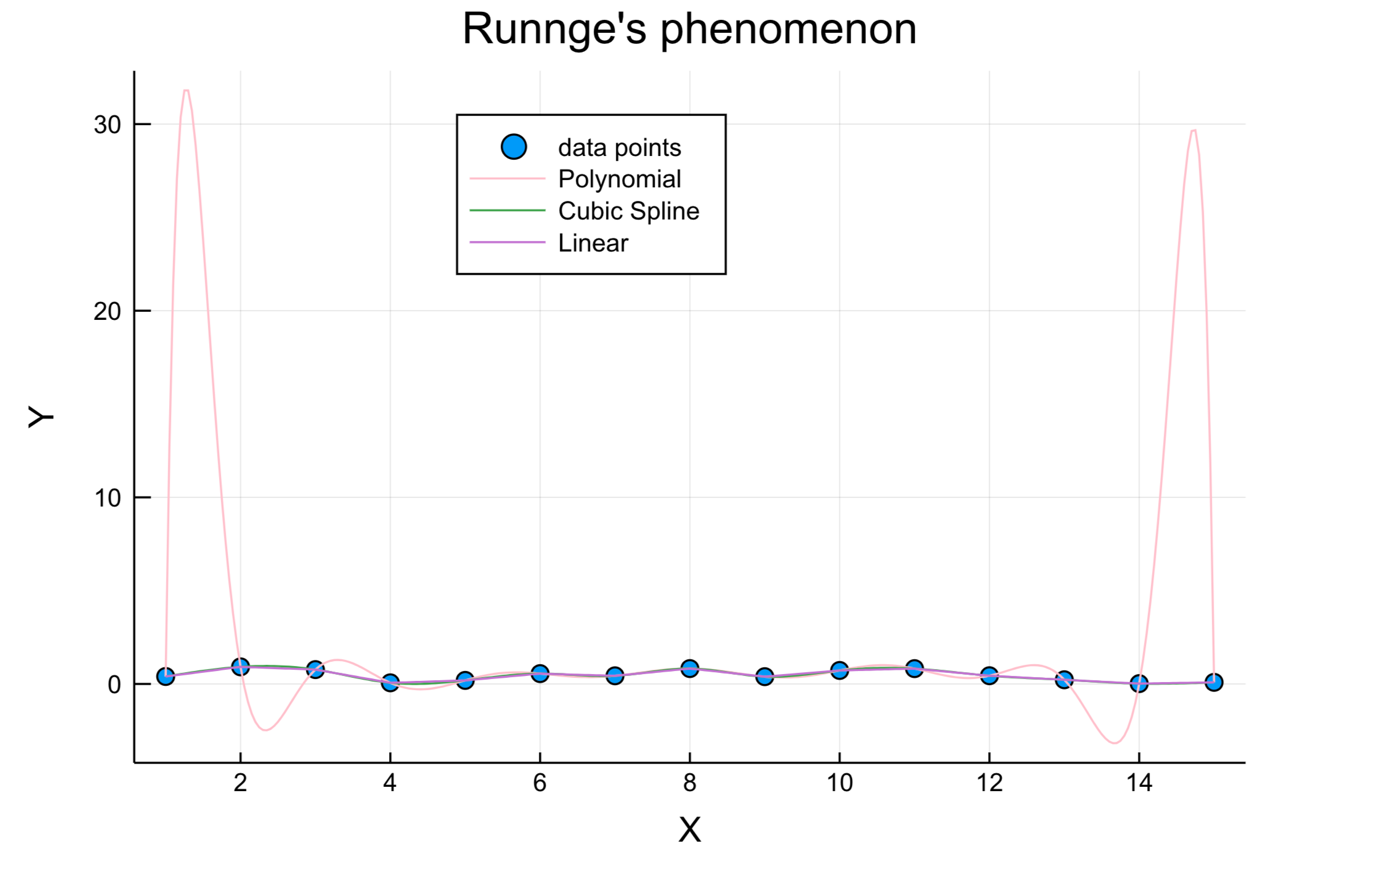 Runnge's phenomenon
30
20
10
0
Y
data points
Polynomial
Cubic Spline
Linear
2 4 6 8 10 12 14
X